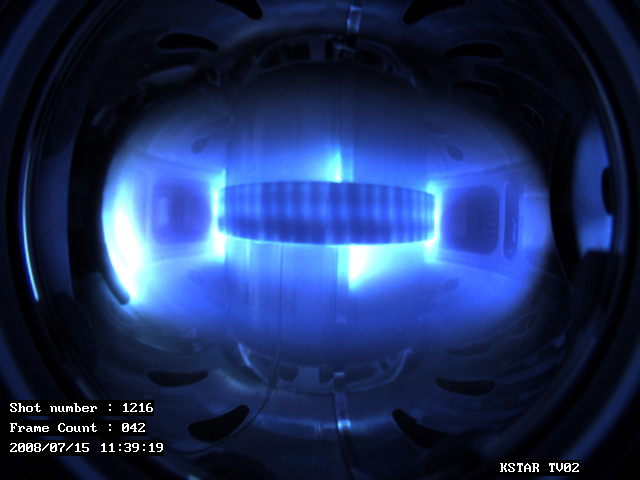 Shot number : 1216
Frame Count : 042
2008/07/15 11:39:19
KSTAR TV02